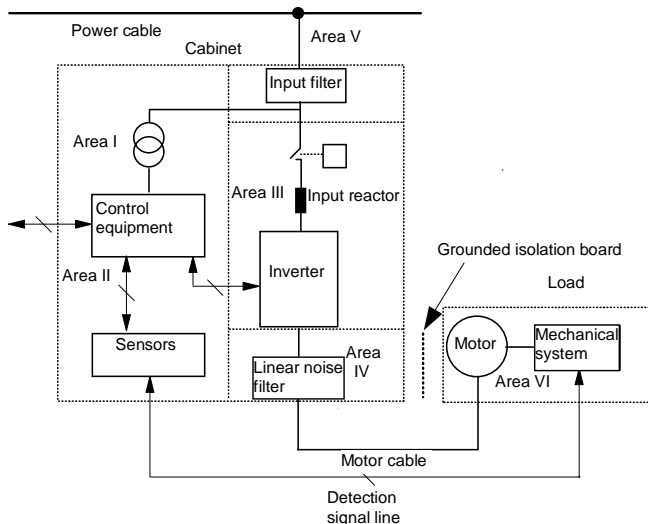 Power cable
Area V
Cabinet
Input filter
Area I
Area III
Input reactor
Control
equipment
Grounded isolation board
Area II
Inverter
Load
Sensors
Area
IV
Motor
Mechanical
system
Linear noise
filter
Area VI
Motor cable
Detection
signal line